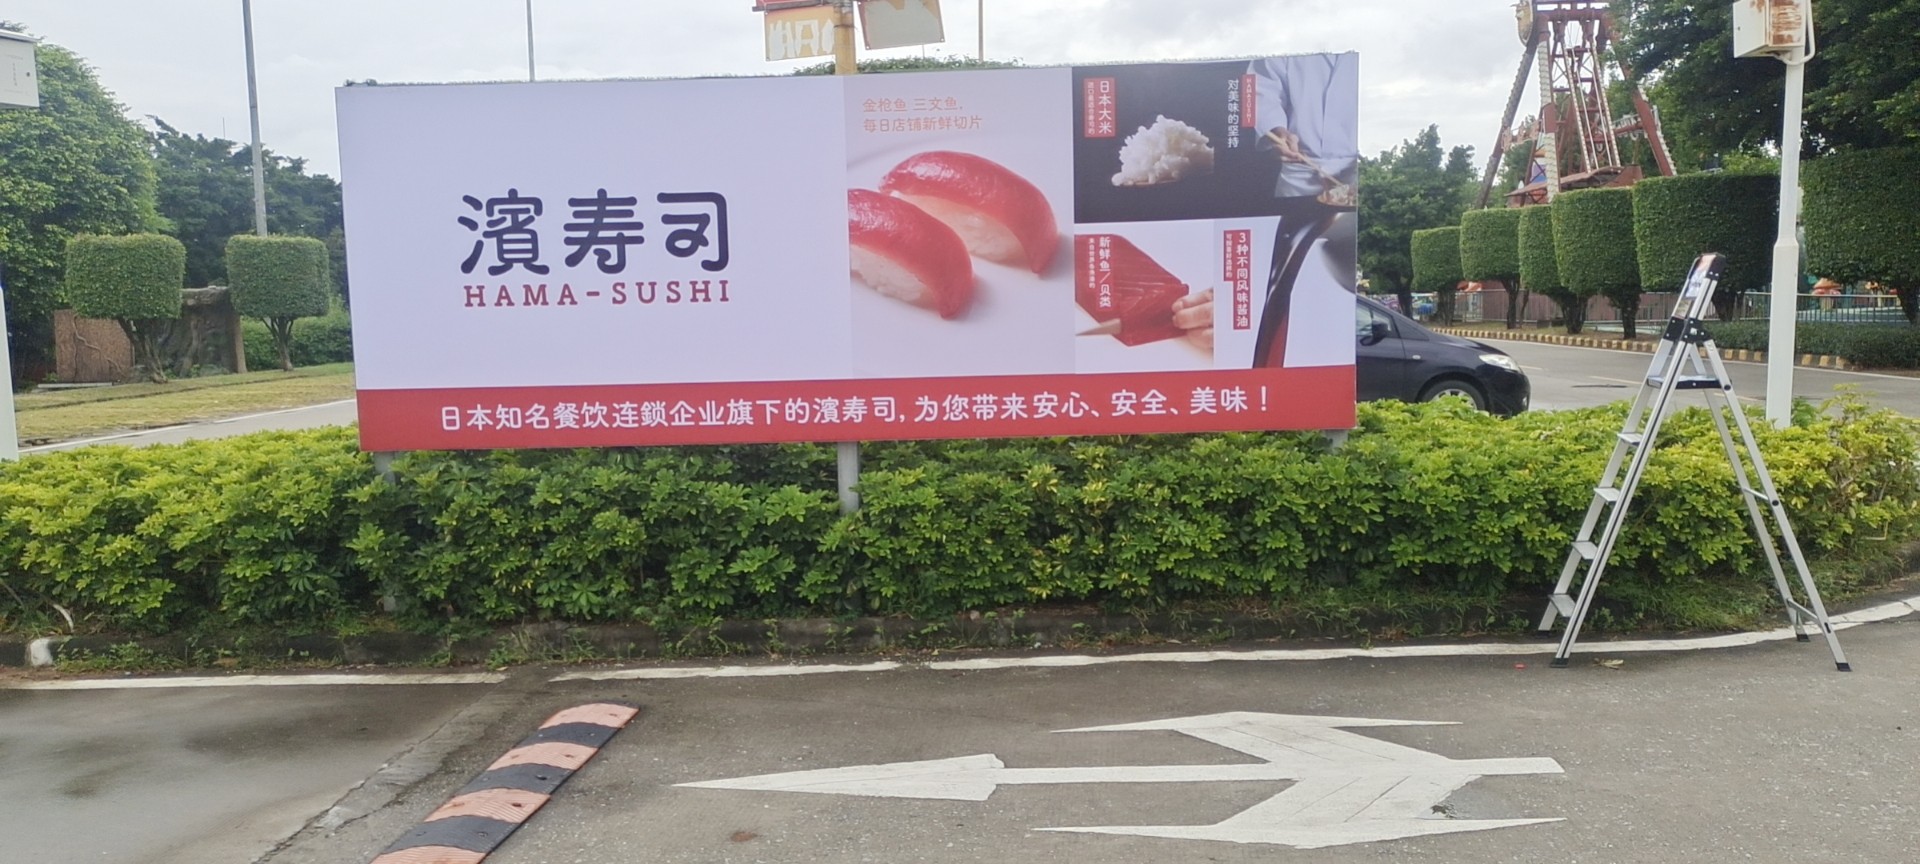 濱寿司
HAMA-SUSHI
金枪鱼 三文鱼,
每日店铺新鲜切片
日本大米
对美味的坚持
HAMASUSHI
新鲜鱼/贝类
3种不同风味酱油
日本知名餐饮连鎖企业旗下的濱寿司,为您带来安心、安全、美味!